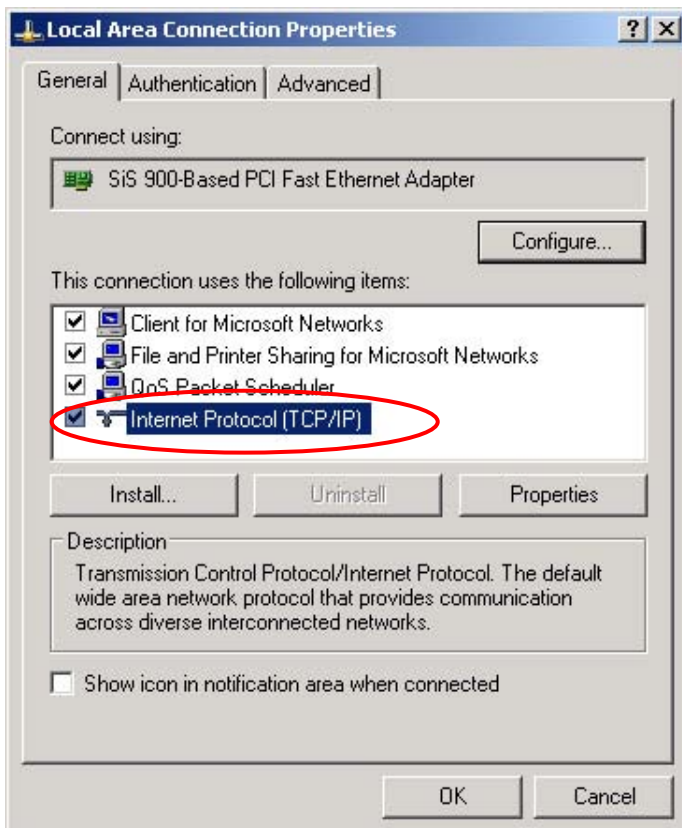 Local Area Connection Properties
General
Authentication
Advanced
Connect using:
SiS 900-Based PCI Fast Ethernet Adapter
Configure...
This connection uses the following items:
Client for Microsoft Networks
File and Printer Sharing for Microsoft Networks
QoS Packet Scheduler
Internet Protocol (TCP/IP)
Install...
Uninstall
Properties
Description
Transmission Control Protocol/Internet Protocol. The default
wide area network protocol that provides communication
across diverse interconnected networks.
Show icon in notification area when connected
OK
Cancel